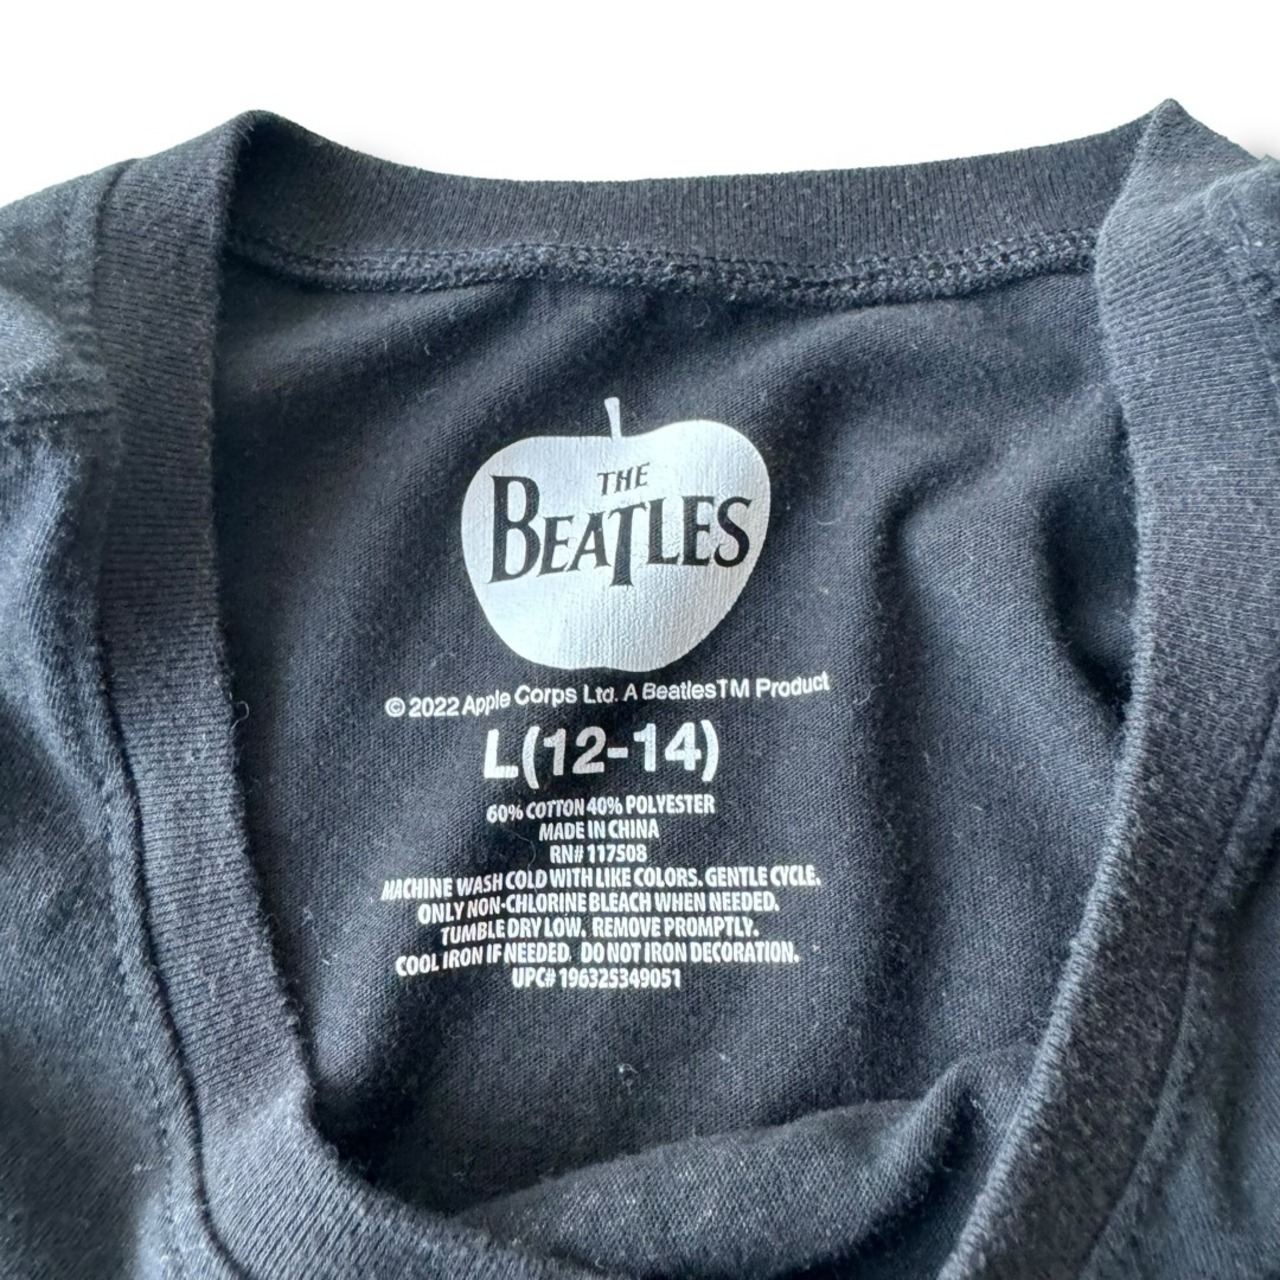 THE
BEATLES
© 2022 Apple Corps Ltd. A BeatlesTM Product
L(12-14)
60% COTTON 40% POLYESTER
MADE IN CHINA
RN# 117508
MACHINE WASH COLD WITH LIKE COLORS. GENTLE CYCLE.
ONLY NON-CHLORINE BLEACH WHEN NEEDED.
TUMBLE DRY LOW. REMOVE PROMPTLY.
COOL IRON IF NEEDED. DO NOT IRON DECORATION.
UPC# 196325349051